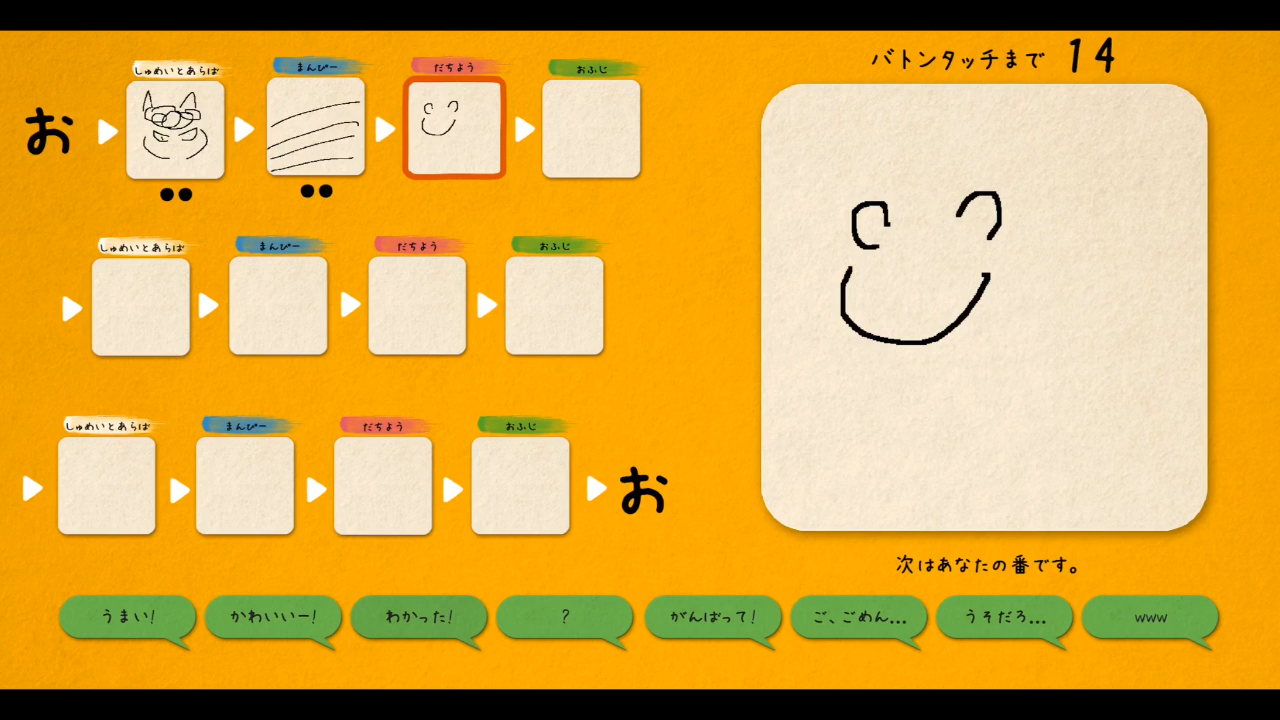 バトンタッチまで 14
しゅめいとあらば まんぴー だちよう おふじ
お
しゅめいとあらば まんぴー だちよう おふじ
しゅめいとあらば まんぴー だちよう おふじ
お
次はあなたの番です。
うまい! かわいいー! わかった! ? がんばって! ご、ごめん... うそだろ... www